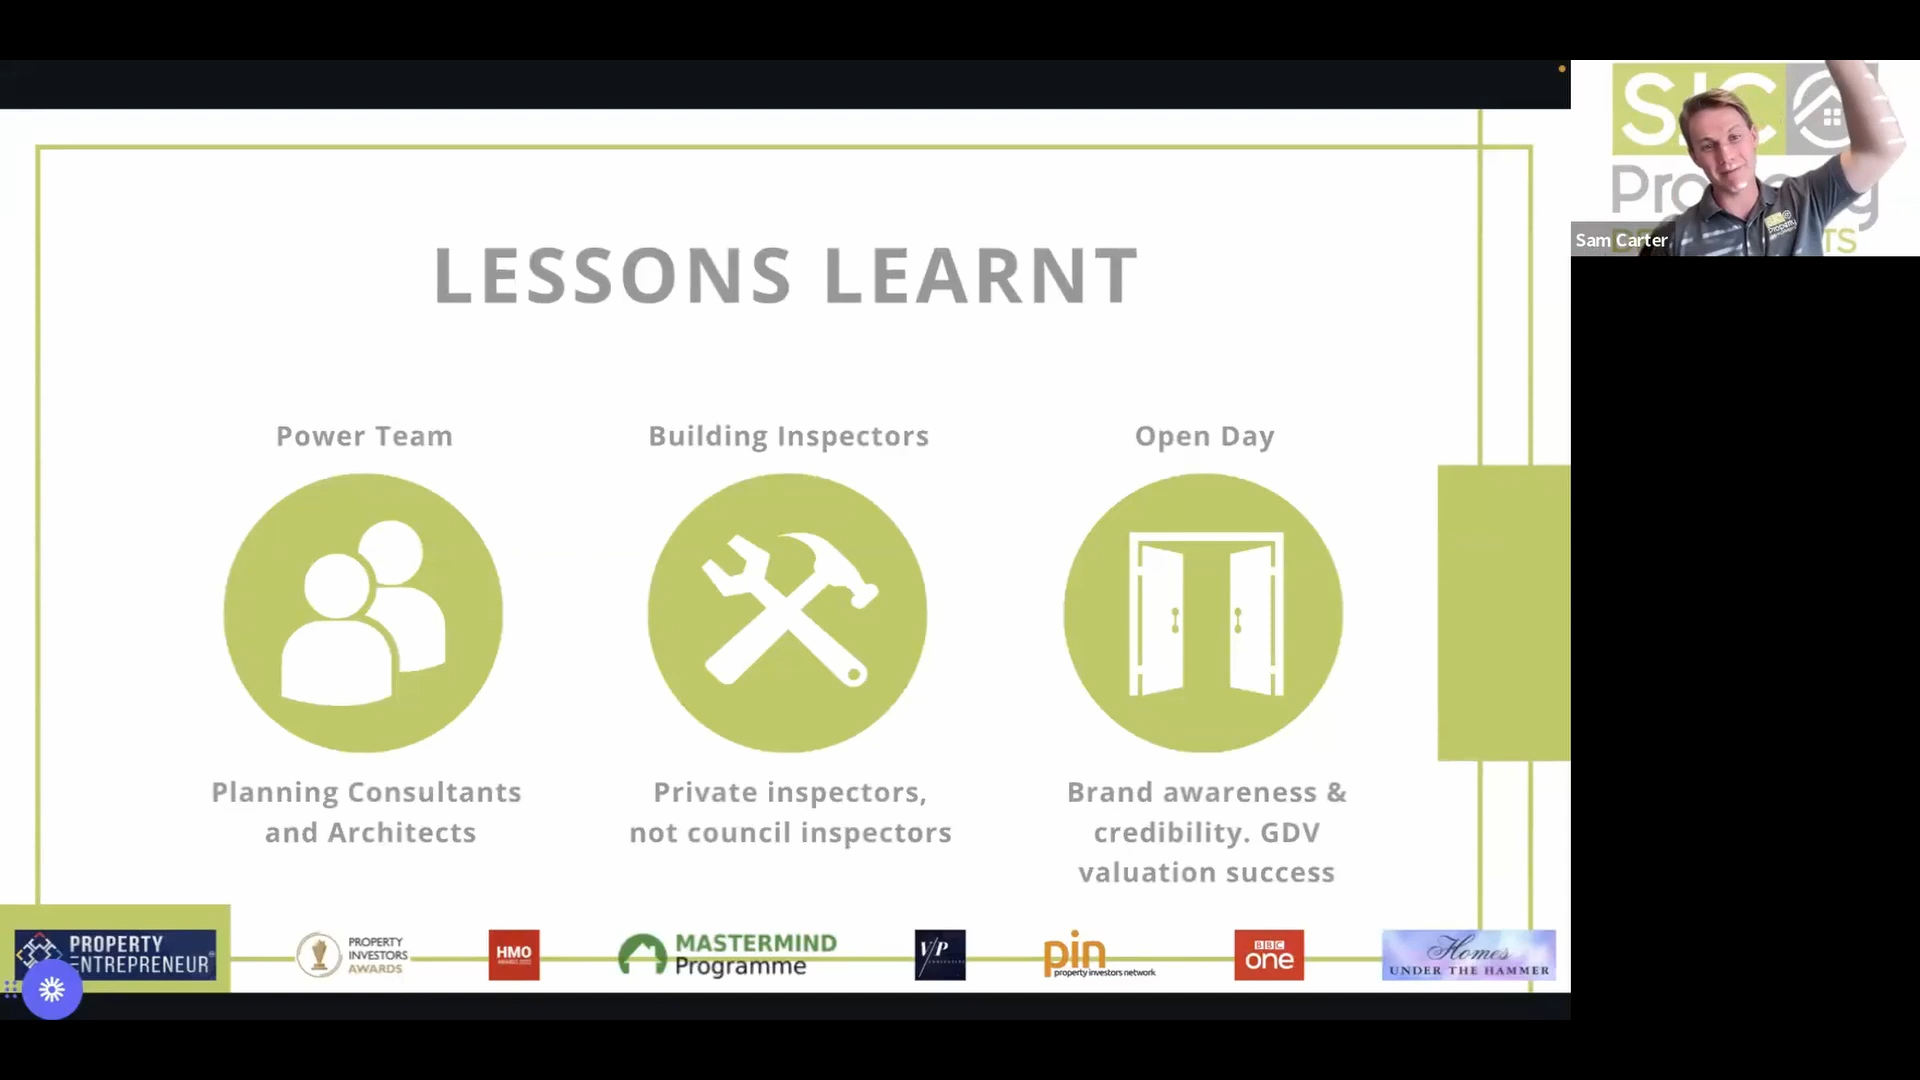 LESSONS LEARNT
Power Team
Building Inspectors
Open Day
Planning Consultants
and Architects
Private inspectors,
not council inspectors
Brand awareness &
credibility. GDV
valuation success
PROPERTY
ENTREPRENEUR
PROPERTY
INVESTORS
AWARDS
HMO
MASTERMIND
Programme
V/P
pin
property investors network
BBC
one
Homes
UNDER THE HAMMER
Sam Carter